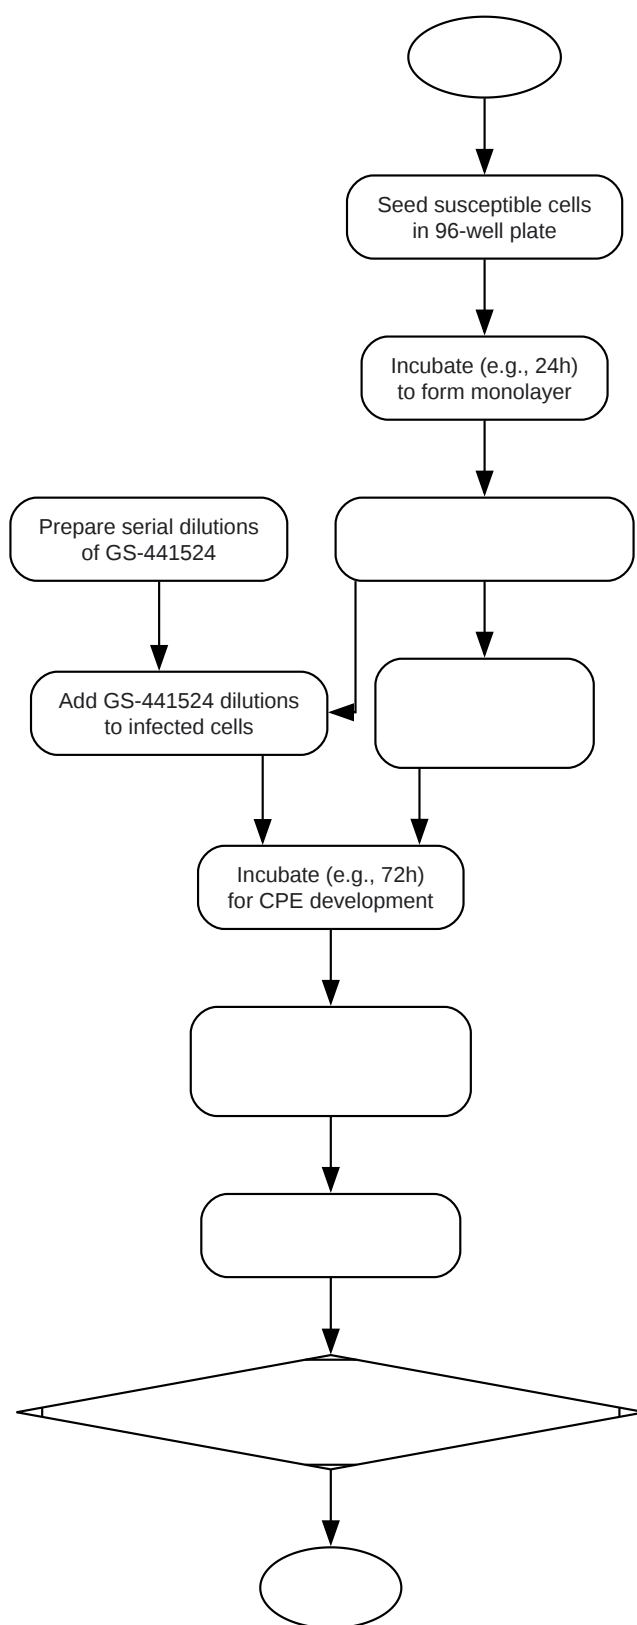 Seed susceptible cells
in 96-well plate
Incubate (e.g., 24h)
to form monolayer
Prepare serial dilutions
of GS-441524
Add GS-441524 dilutions
to infected cells
Incubate (e.g., 72h)
for CPE development